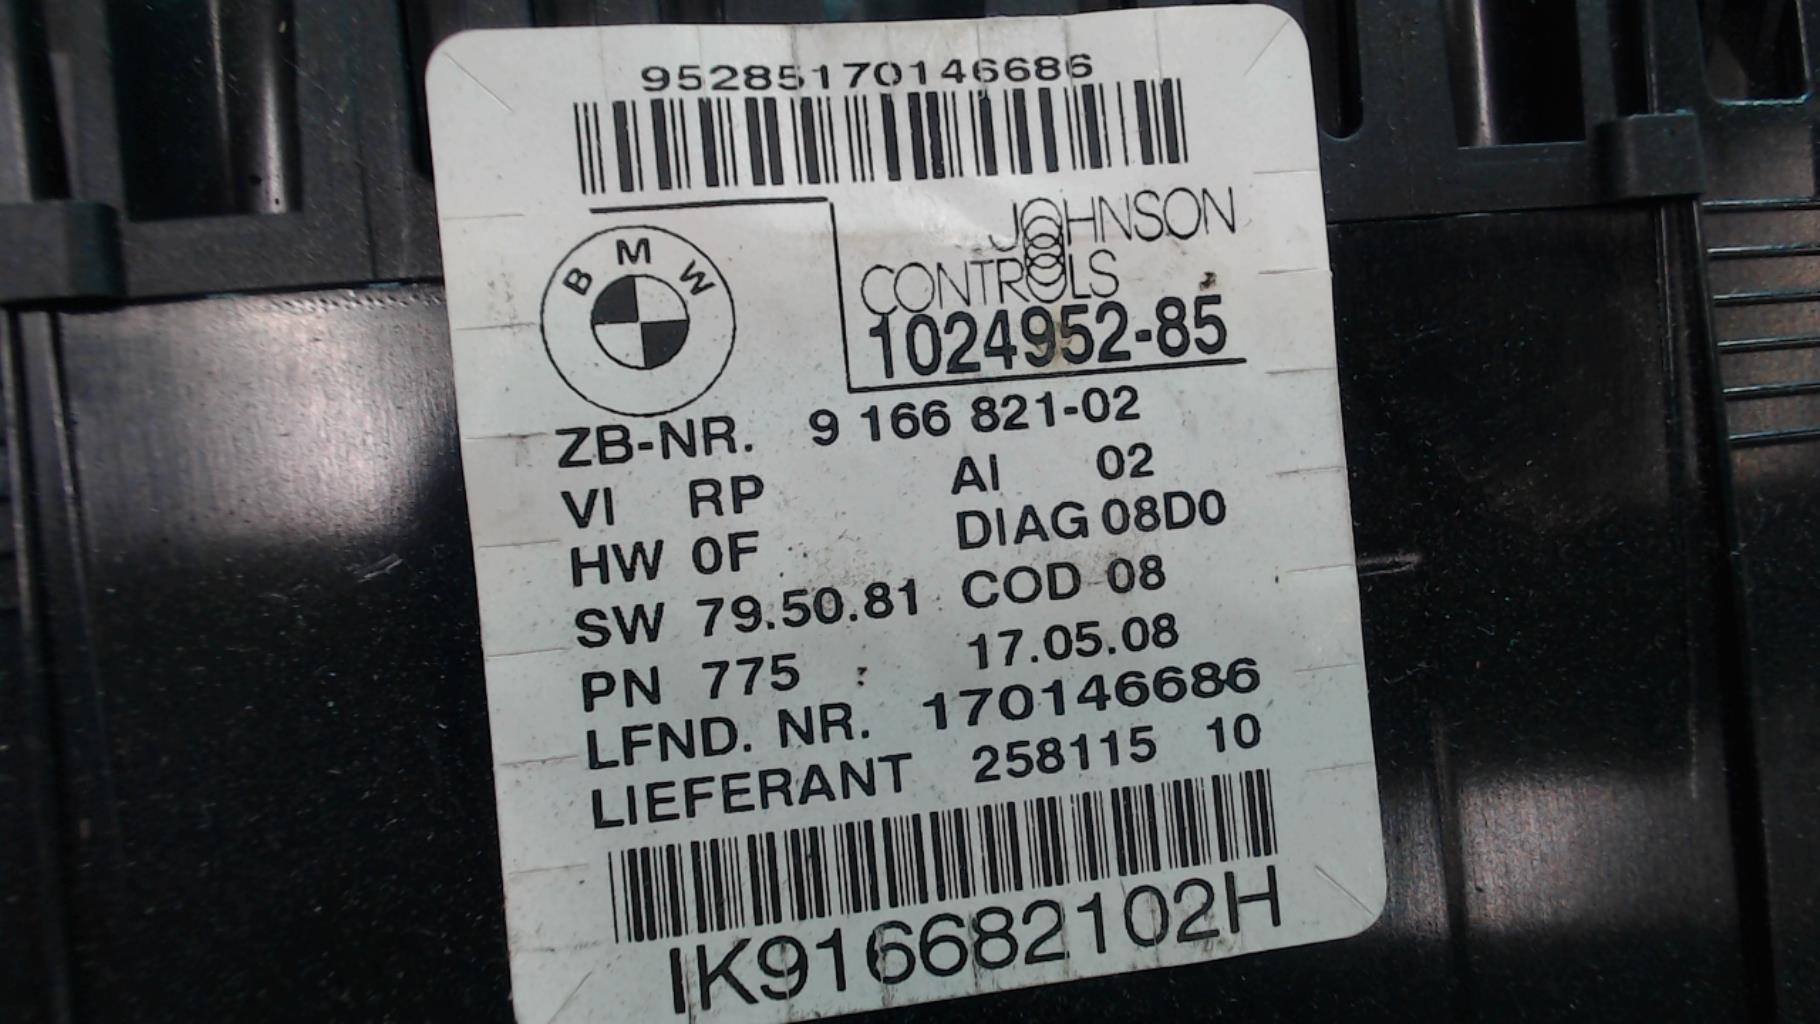 95285170146686
BMW
JOHNSON
CONTROLS
1024952-85
ZB-NR. 9 166 821-02
VI RP AI 02
HW 0F DIAG 08D0
SW 79.50.81 COD 08
PN 775 17.05.08
LFND. NR. 170146686
LIEFERANT 258115 10
IK916682102H